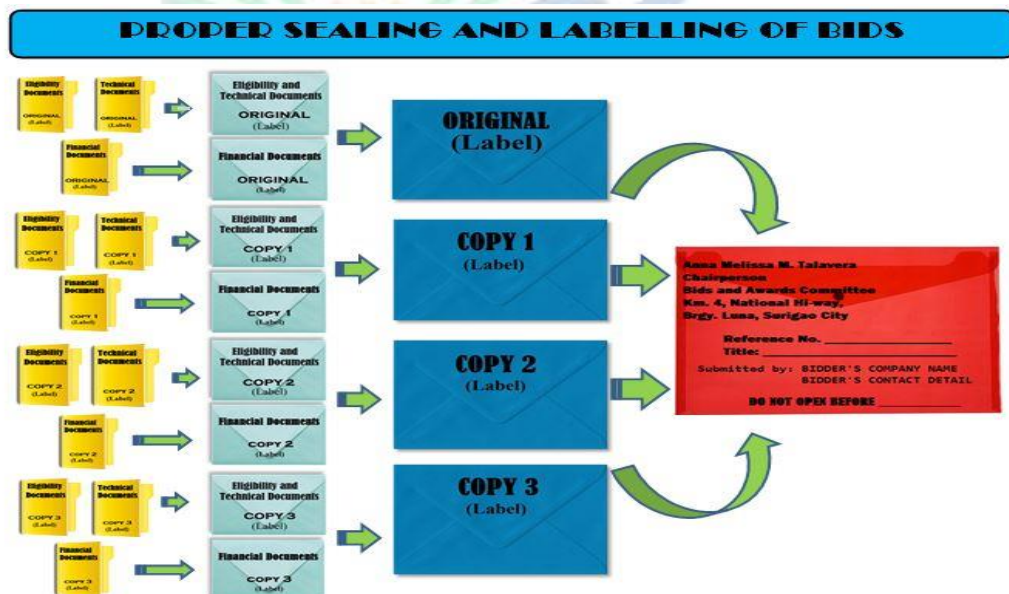 PROPER SEALING AND LABELLING OF BIDS
Eligibility
Documents
ORIGINAL
(Label)
Technical
Documents
ORIGINAL
(Label)
Financial
Documents
ORIGINAL
(Label)
Eligibility and
Technical Documents
ORIGINAL
(Label)
Financial Documents
ORIGINAL
(Label)
ORIGINAL
(Label)
Eligibility
Documents
COPY 1
(Label)
Technical
Documents
COPY 1
(Label)
Financial
Documents
COPY 1
(Label)
Eligibility and
Technical Documents
COPY 1
(Label)
Financial Documents
COPY 1
(Label)
COPY 1
(Label)
Eligibility
Documents
COPY 2
(Label)
Technical
Documents
COPY 2
(Label)
Financial
Documents
COPY 2
(Label)
Eligibility and
Technical Documents
COPY 2
(Label)
Financial Documents
COPY 2
(Label)
COPY 2
(Label)
Eligibility
Documents
COPY 3
(Label)
Technical
Documents
COPY 3
(Label)
Financial
Documents
COPY 3
(Label)
Eligibility and
Technical Documents
COPY 3
(Label)
Financial Documents
COPY 3
(Label)
COPY 3
(Label)
Anna Melissa M. Talavera
Chairperson
Bids and Awards Committee
Km. 4, National Hi-way,
Brgy. Luna, Surigao City
Reference No. ____________
Title: ____________
Submitted by: BIDDER'S COMPANY NAME
BIDDER'S CONTACT DETAIL
DO NOT OPEN BEFORE ____________